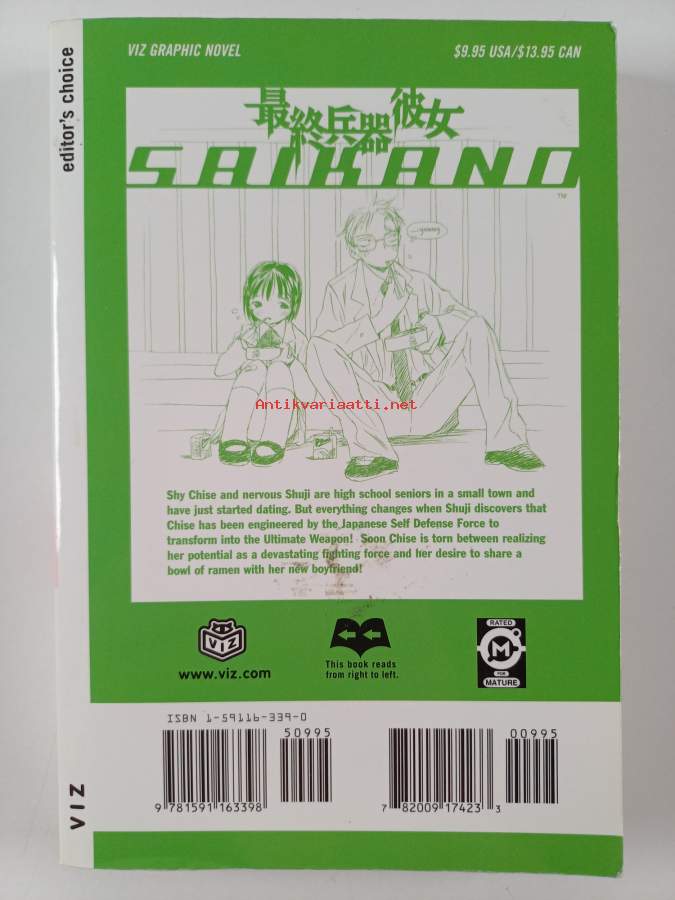 VIZ GRAPHIC NOVEL
$9.95 USA/$13.95 CAN
editor's choice
最終兵器彼女
SAIKANO
TM
...yummy
Antikvariaatti.net
Shy Chise and nervous Shuji are high school seniors in a small town and
have just started dating. But everything changes when Shuji discovers that
Chise has been engineered by the Japanese Self Defense Force to
transform into the Ultimate Weapon! Soon Chise is torn between realizing
her potential as a devastating fighting force and her desire to share a
bowl of ramen with her new boyfriend!
VIZ
www.viz.com
This book reads
from right to left.
RATED
M
FOR
MATURE
ISBN 1-59116-339-0
50995
9 781591 163398
00995
7 82009 17423 3
VIZ